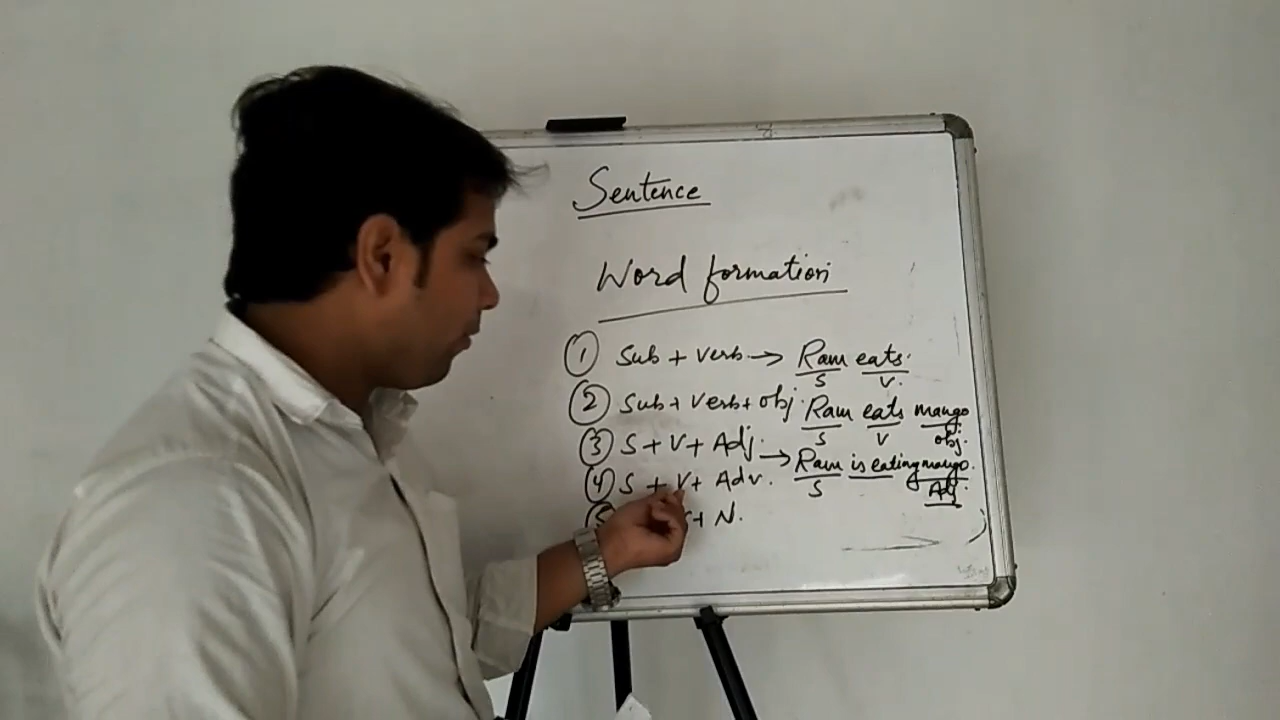 Sentence
Word formation
① Sub + Verb. → Ram eats.
S V.
② Sub + Verb + obj. Ram eats mango
S V obj.
③ S + V + Adj. → Ram is eating mango.
S Adj.
④ S + V + Adv.
+ N.